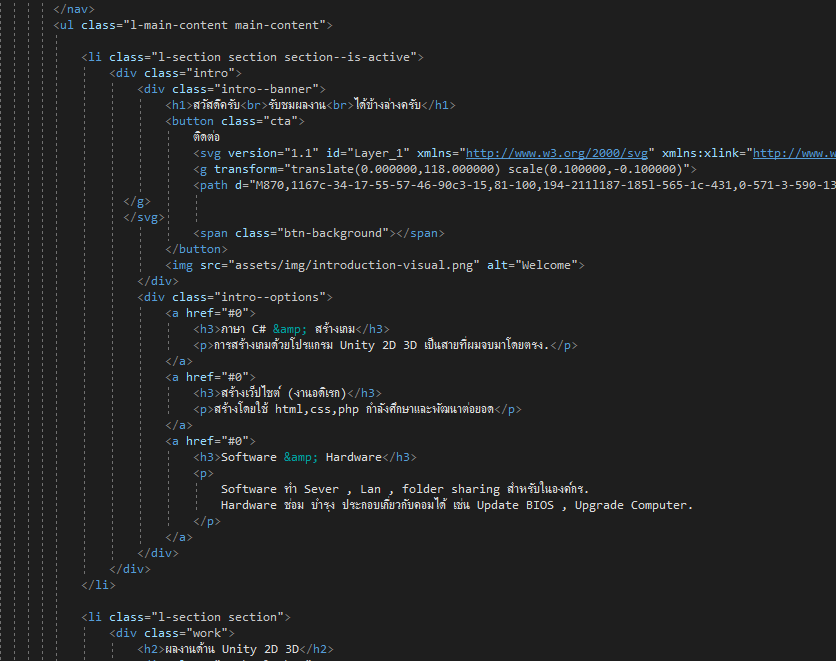 </nav>
<ul class="l-main-content main-content">
<li class="l-section section section--is-active">
<div class="intro">
<div class="intro--banner">
<h1>สวัสดีครับ<br>รับชมผลงาน<br>ได้ข้างล่างครับ</h1>
<button class="cta">
ติดต่อ
<svg version="1.1" id="Layer_1" xmlns="http://www.w3.org/2000/svg" xmlns:xlink="http://www.w
<g transform="translate(0.000000,118.000000) scale(0.100000,-0.100000)">
<path d="M870,1167c-34-17-55-57-46-90c3-15,81-100,194-211l187-185l-565-1c-431,0-571-3-590-13
</g>
</svg>
<span class="btn-background"></span>
</button>
<img src="assets/img/introduction-visual.png" alt="Welcome">
</div>
<div class="intro--options">
<a href="#0">
<h3>ภาษา C# &amp; สร้างเกม</h3>
<p>การสร้างเกมด้วยโปรแกรม Unity 2D 3D เป็นสายที่ผมจบมาโดยตรง.</p>
</a>
<a href="#0">
<h3>สร้างเว็ปไซต์ (งานอดิเรก)</h3>
<p>สร้างโดยใช้ html,css,php กำลังศึกษาและพัฒนาต่อยอด</p>
</a>
<a href="#0">
<h3>Software &amp; Hardware</h3>
<p>
Software ทำ Sever , Lan , folder sharing สำหรับในองค์กร.
Hardware ซ่อม บำรุง ประกอบเกี่ยวกับคอมได้ เช่น Update BIOS , Upgrade Computer.
</p>
</a>
</div>
</div>
</li>
<li class="l-section section">
<div class="work">
<h2>ผลงานด้าน Unity 2D 3D</h2>